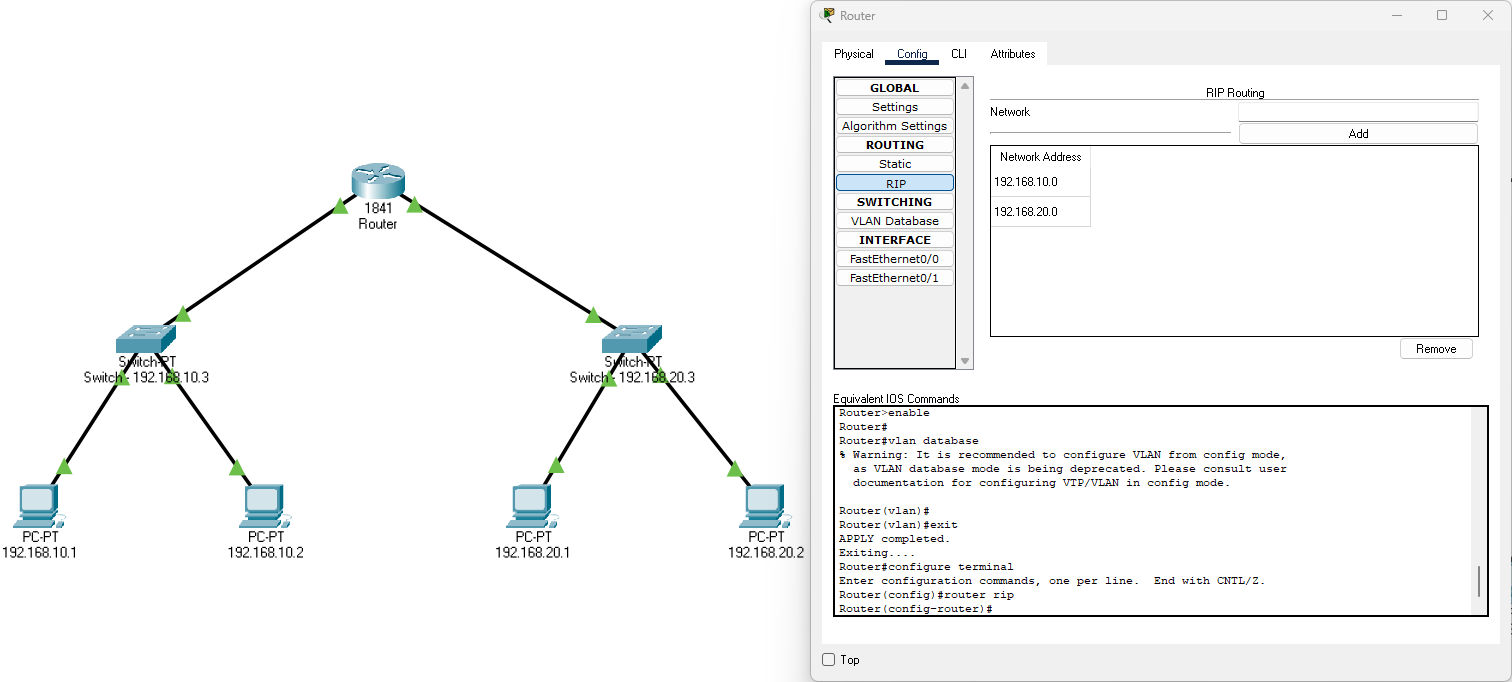 1841
Router
Switch-PT
Switch - 192.168.10.3
Switch-PT
Switch - 192.168.20.3
PC-PT
192.168.10.1
PC-PT
192.168.10.2
PC-PT
192.168.20.1
PC-PT
192.168.20.2
Router
Physical Config CLI Attributes
GLOBAL
Settings
Algorithm Settings
ROUTING
Static
RIP
SWITCHING
VLAN Database
INTERFACE
FastEthernet0/0
FastEthernet0/1
RIP Routing
Network
Add
Network Address
192.168.10.0
192.168.20.0
Remove
Equivalent IOS Commands
Router>enable
Router#
Router#vlan database
% Warning: It is recommended to configure VLAN from config mode,
as VLAN database mode is being deprecated. Please consult user
documentation for configuring VTP/VLAN in config mode.
Router(vlan)#
Router(vlan)#exit
APPLY completed.
Exiting....
Router#configure terminal
Enter configuration commands, one per line. End with CNTL/Z.
Router(config)#router rip
Router(config-router)#
Top